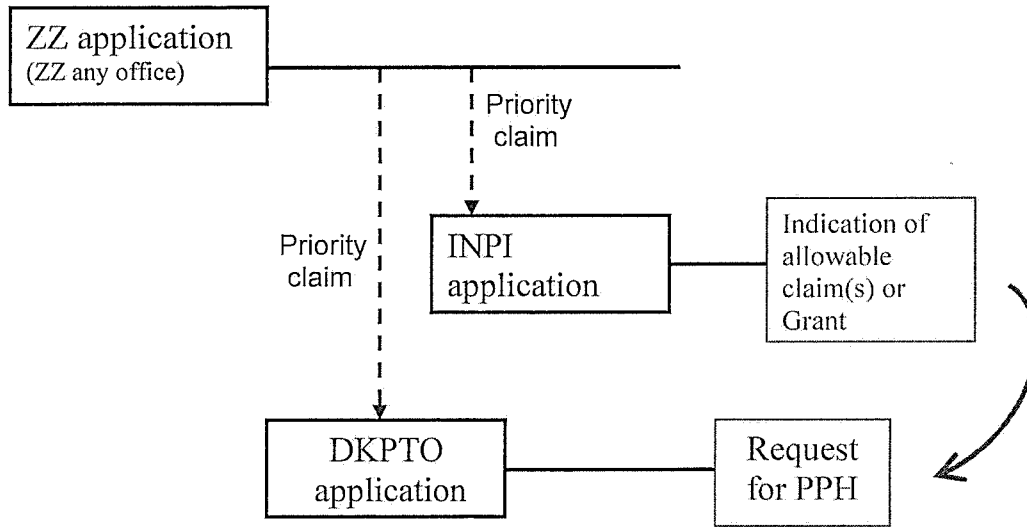 ZZ application
(ZZ any office)
Priority
claim
Priority
claim
INPI
application
Indication of
allowable
claim(s) or
Grant
DKPTO
application
Request
for PPH